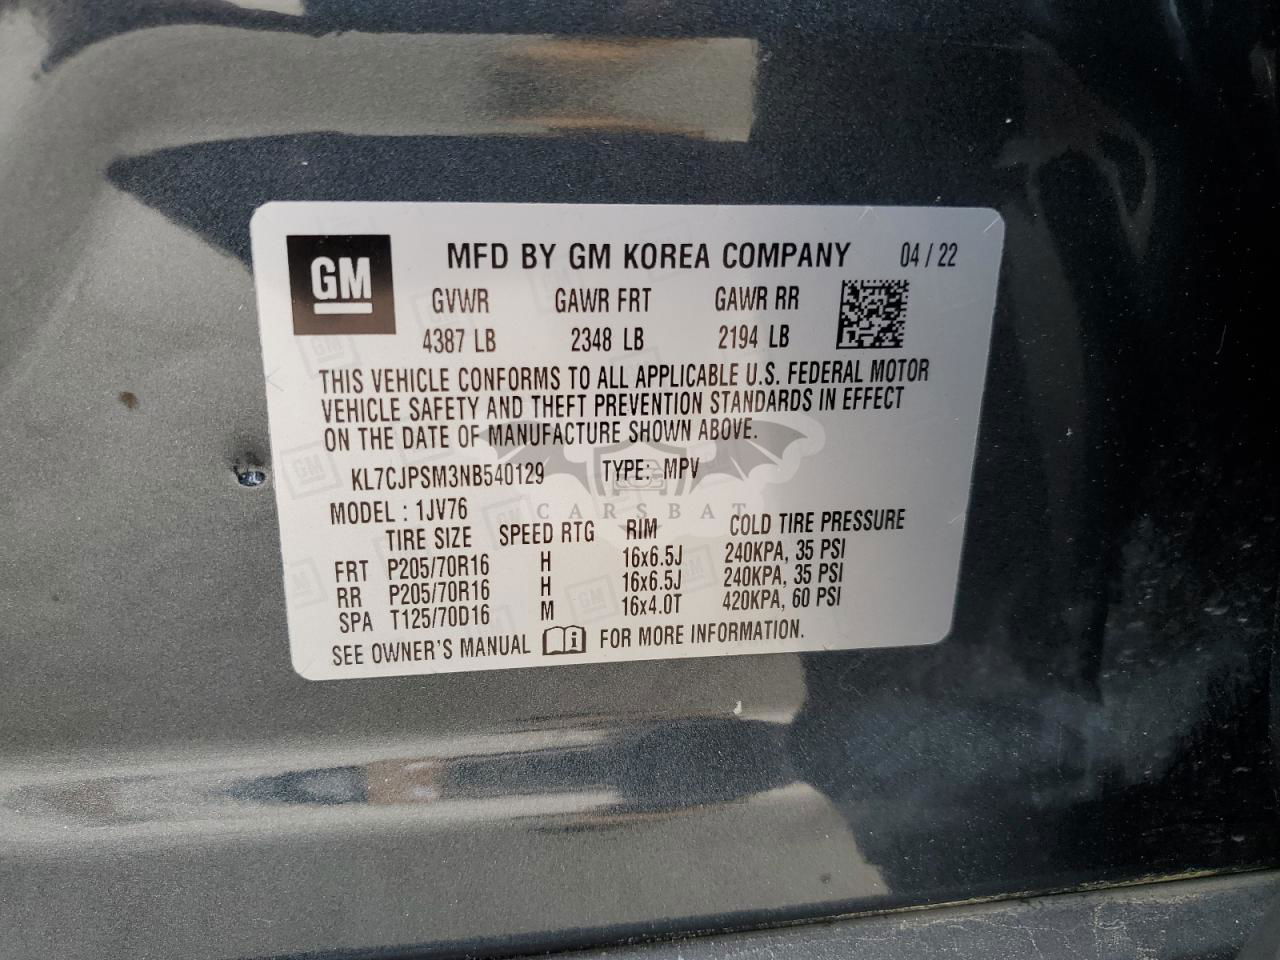 GM
MFD BY GM KOREA COMPANY 04 / 22
GVWR GAWR FRT GAWR RR
4387 LB 2348 LB 2194 LB
THIS VEHICLE CONFORMS TO ALL APPLICABLE U.S. FEDERAL MOTOR
VEHICLE SAFETY AND THEFT PREVENTION STANDARDS IN EFFECT
ON THE DATE OF MANUFACTURE SHOWN ABOVE.
KL7CJPSM3NB540129 TYPE: MPV
CARSBAT
MODEL : 1JV76
TIRE SIZE SPEED RTG RIM COLD TIRE PRESSURE
FRT P205/70R16 H 16x6.5J 240KPA, 35 PSI
RR P205/70R16 H 16x6.5J 240KPA, 35 PSI
SPA T125/70D16 M 16x4.0T 420KPA, 60 PSI
SEE OWNER'S MANUAL FOR MORE INFORMATION.